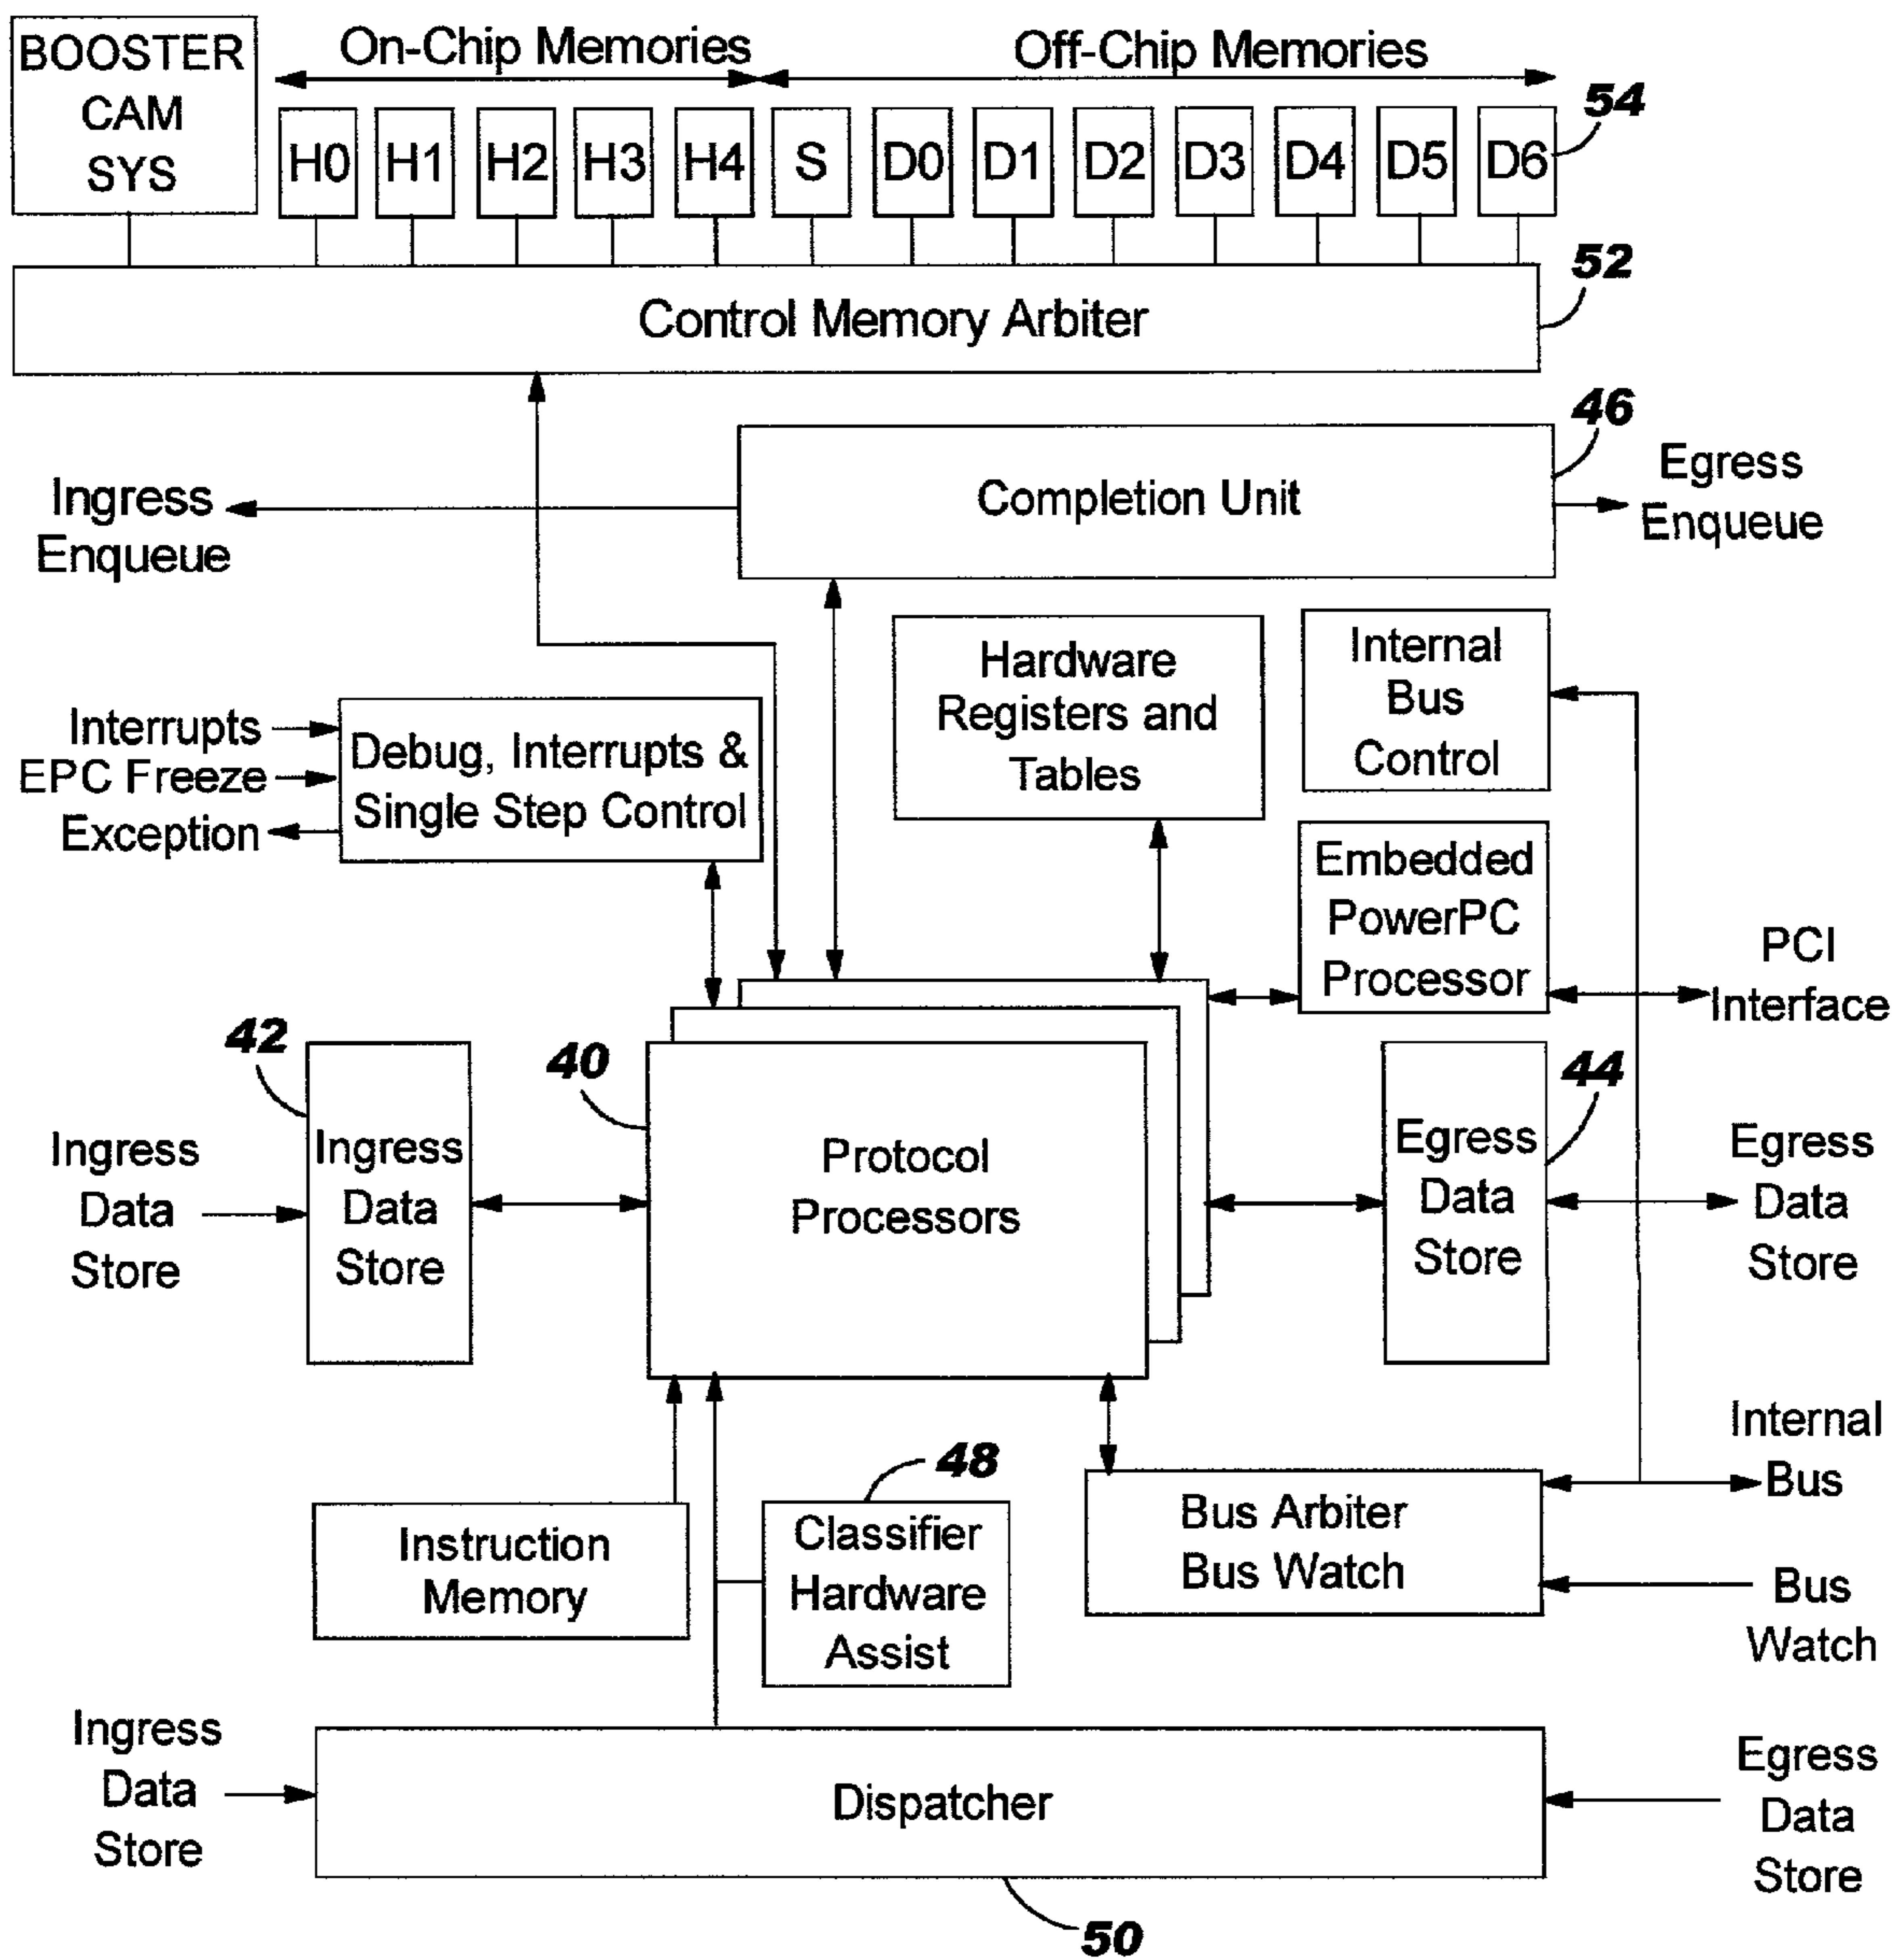 BOOSTER
CAM
SYS
On-Chip Memories
Off-Chip Memories
54
H0 H1 H2 H3 H4 S D0 D1 D2 D3 D4 D5 D6
52
Control Memory Arbiter
46
Completion Unit
Ingress
Enqueue
Egress
Enqueue
Hardware
Registers and
Tables
Internal
Bus
Control
Interrupts
EPC Freeze
Exception
Debug, Interrupts &
Single Step Control
Embedded
PowerPC
Processor
PCI
Interface
42
40
44
Ingress
Data
Store
Ingress
Data
Store
Protocol
Processors
Egress
Data
Store
Egress
Data
Store
Internal
Bus
48
Instruction
Memory
Classifier
Hardware
Assist
Bus Arbiter
Bus Watch
Bus
Watch
Ingress
Data
Store
Dispatcher
Egress
Data
Store
50